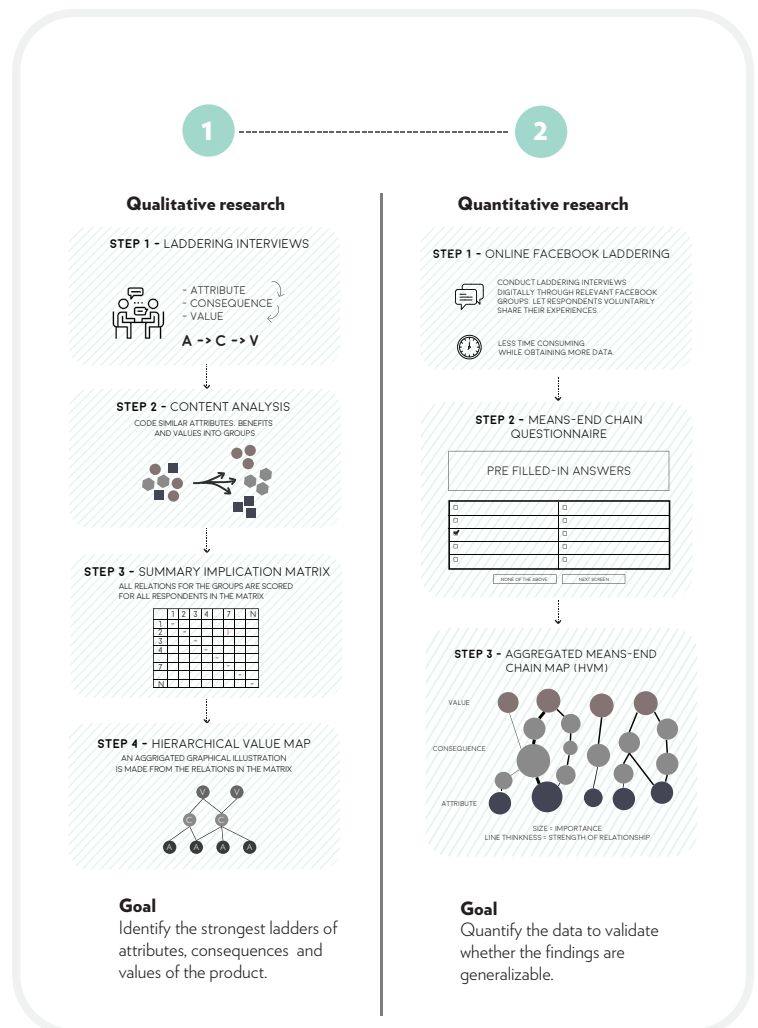 1
2
Qualitative research
STEP 1 - LADDERING INTERVIEWS
- ATTRIBUTE
- CONSEQUENCE
- VALUE
A -> C -> V
STEP 2 - CONTENT ANALYSIS
CODE SIMILAR ATTRIBUTES, BENEFITS
AND VALUES INTO GROUPS
STEP 3 - SUMMARY IMPLICATION MATRIX
ALL RELATIONS FOR THE GROUPS ARE SCORED
FOR ALL RESPONDENTS IN THE MATRIX
1 2 3 4 7 N
1 -
2 - 1
3 -
4 -
-
7 -
-
N -
STEP 4 - HIERARCHICAL VALUE MAP
AN AGGRIGATED GRAPHICAL ILLUSTRATION
IS MADE FROM THE RELATIONS IN THE MATRIX
V V
C C
A A A A
Goal
Identify the strongest ladders of
attributes, consequences and
values of the product.
Quantitative research
STEP 1 - ONLINE FACEBOOK LADDERING
CONDUCT LADDERING INTERVIEWS
DIGITALLY THROUGH RELEVANT FACEBOOK
GROUPS. LET RESPONDENTS VOLUNTARILY
SHARE THEIR EXPERIENCES.
LESS TIME CONSUMING
WHILE OBTAINING MORE DATA
STEP 2 - MEANS-END CHAIN
QUESTIONNAIRE
PRE FILLED-IN ANSWERS
NONE OF THE ABOVE
NEXT SCREEN
STEP 3 - AGGREGATED MEANS-END
CHAIN MAP (HVM)
VALUE
CONSEQUENCE
ATTRIBUTE
SIZE = IMPORTANCE
LINE THINKNESS = STRENGTH OF RELATIONSHIP
Goal
Quantify the data to validate
whether the findings are
generalizable.